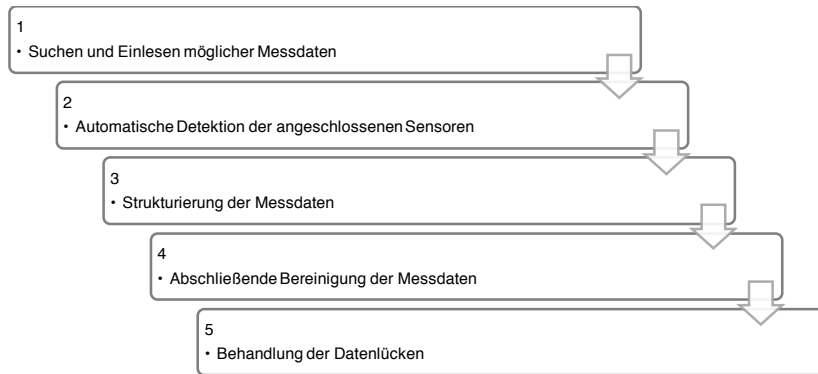 1
• Suchen und Einlesen möglicher Messdaten
2
• Automatische Detektion der angeschlossenen Sensoren
3
• Strukturierung der Messdaten
4
• Abschließende Bereinigung der Messdaten
5
• Behandlung der Datenlücken